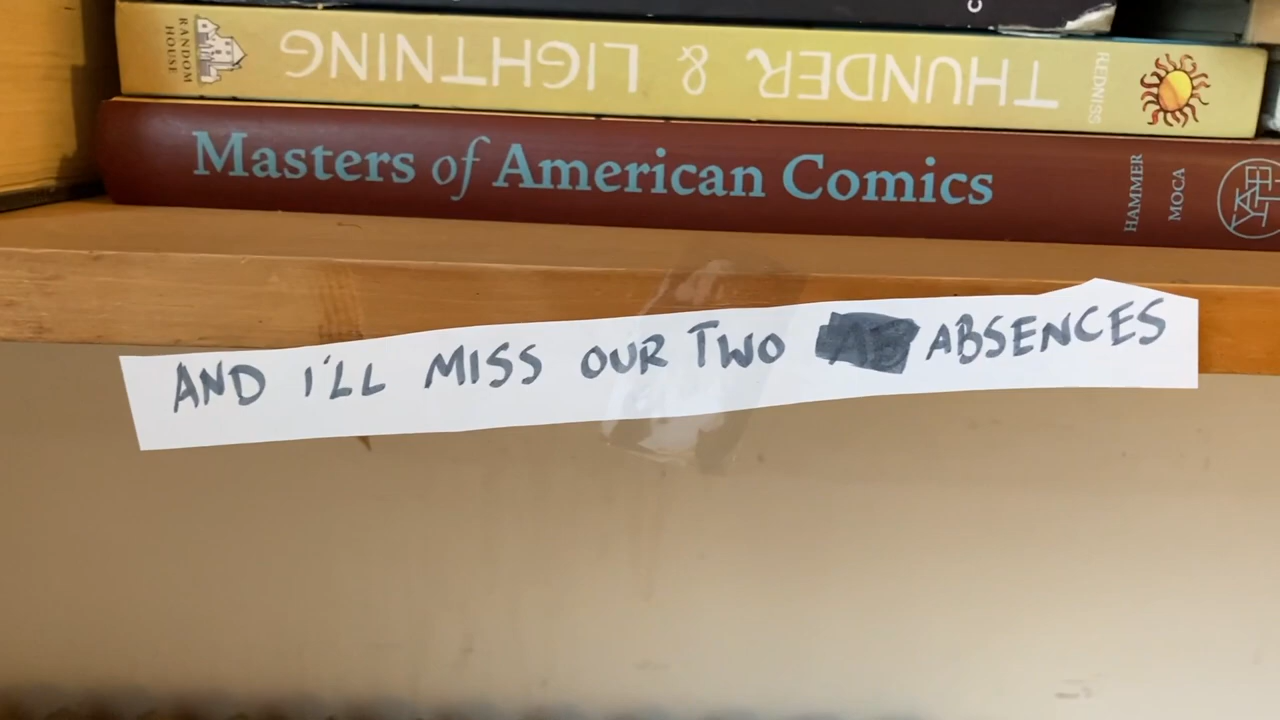 RANDOM HOUSE
THUNDER & LIGHTNING
REDNISS
Masters of American Comics
HAMMER
MOCA
AND I'LL MISS OUR TWO ABSENCES